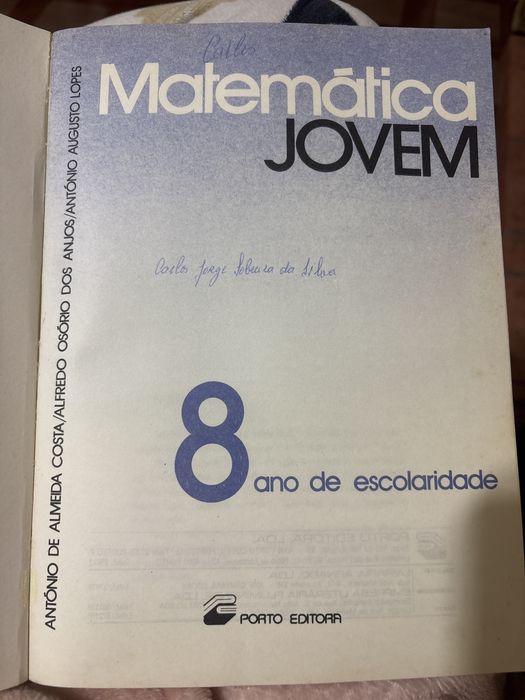 Carlos
Matemática
JOVEM
ANTÓNIO DE ALMEIDA COSTA/ALFREDO OSÓRIO DOS ANJOS/ANTÓNIO AUGUSTO LOPES
Carlos Jorge da Silva
8 ano de escolaridade
PORTO EDITORA